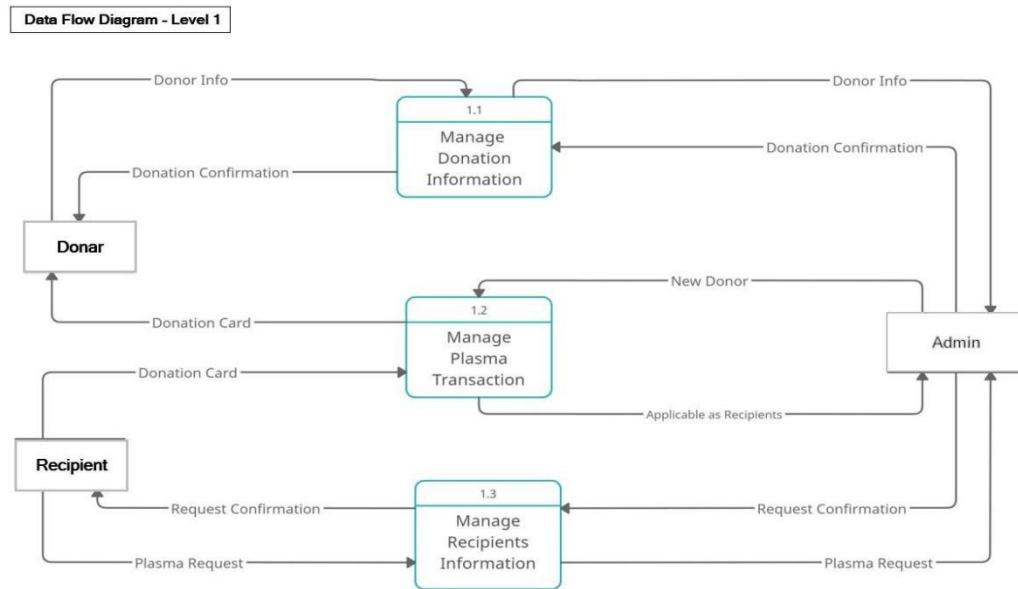 Data Flow Diagram - Level 1
Donor Info
Donor Info
1.1
Manage
Donation
Information
Donation Confirmation
Donation Confirmation
Donar
New Donor
1.2
Manage
Plasma
Transaction
Donation Card
Admin
Donation Card
Applicable as Recipients
Recipient
1.3
Manage
Recipients
Information
Request Confirmation
Request Confirmation
Plasma Request
Plasma Request